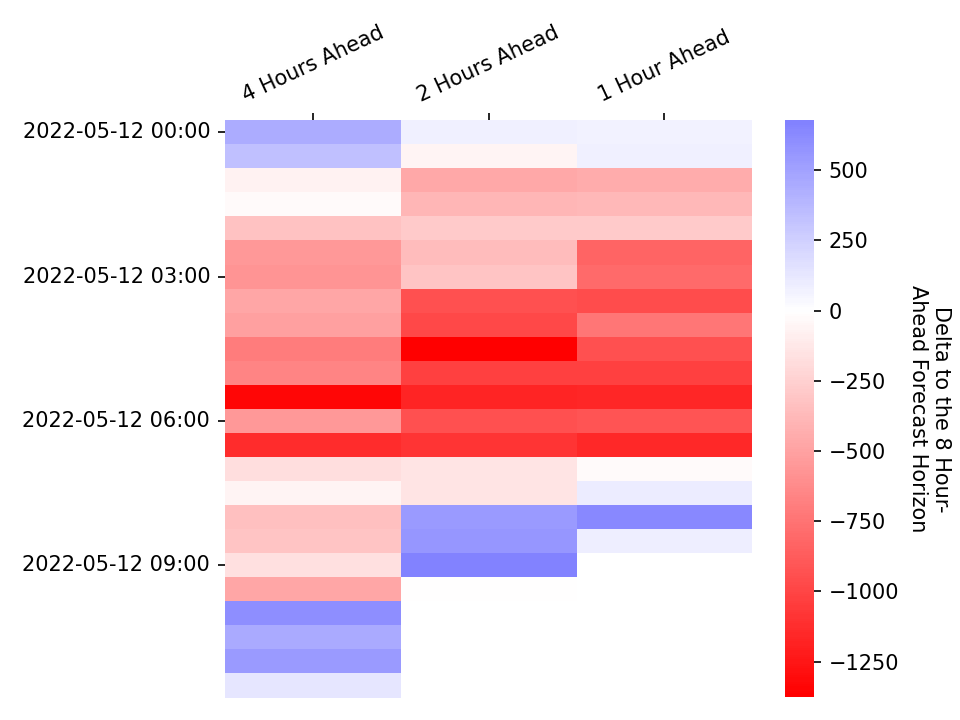 4 Hours Ahead
2 Hours Ahead
1 Hour Ahead
2022-05-12 00:00
2022-05-12 03:00
2022-05-12 06:00
2022-05-12 09:00
500
250
0
−250
−500
−750
−1000
−1250
Delta to the 8 Hour-
Ahead Forecast Horizon